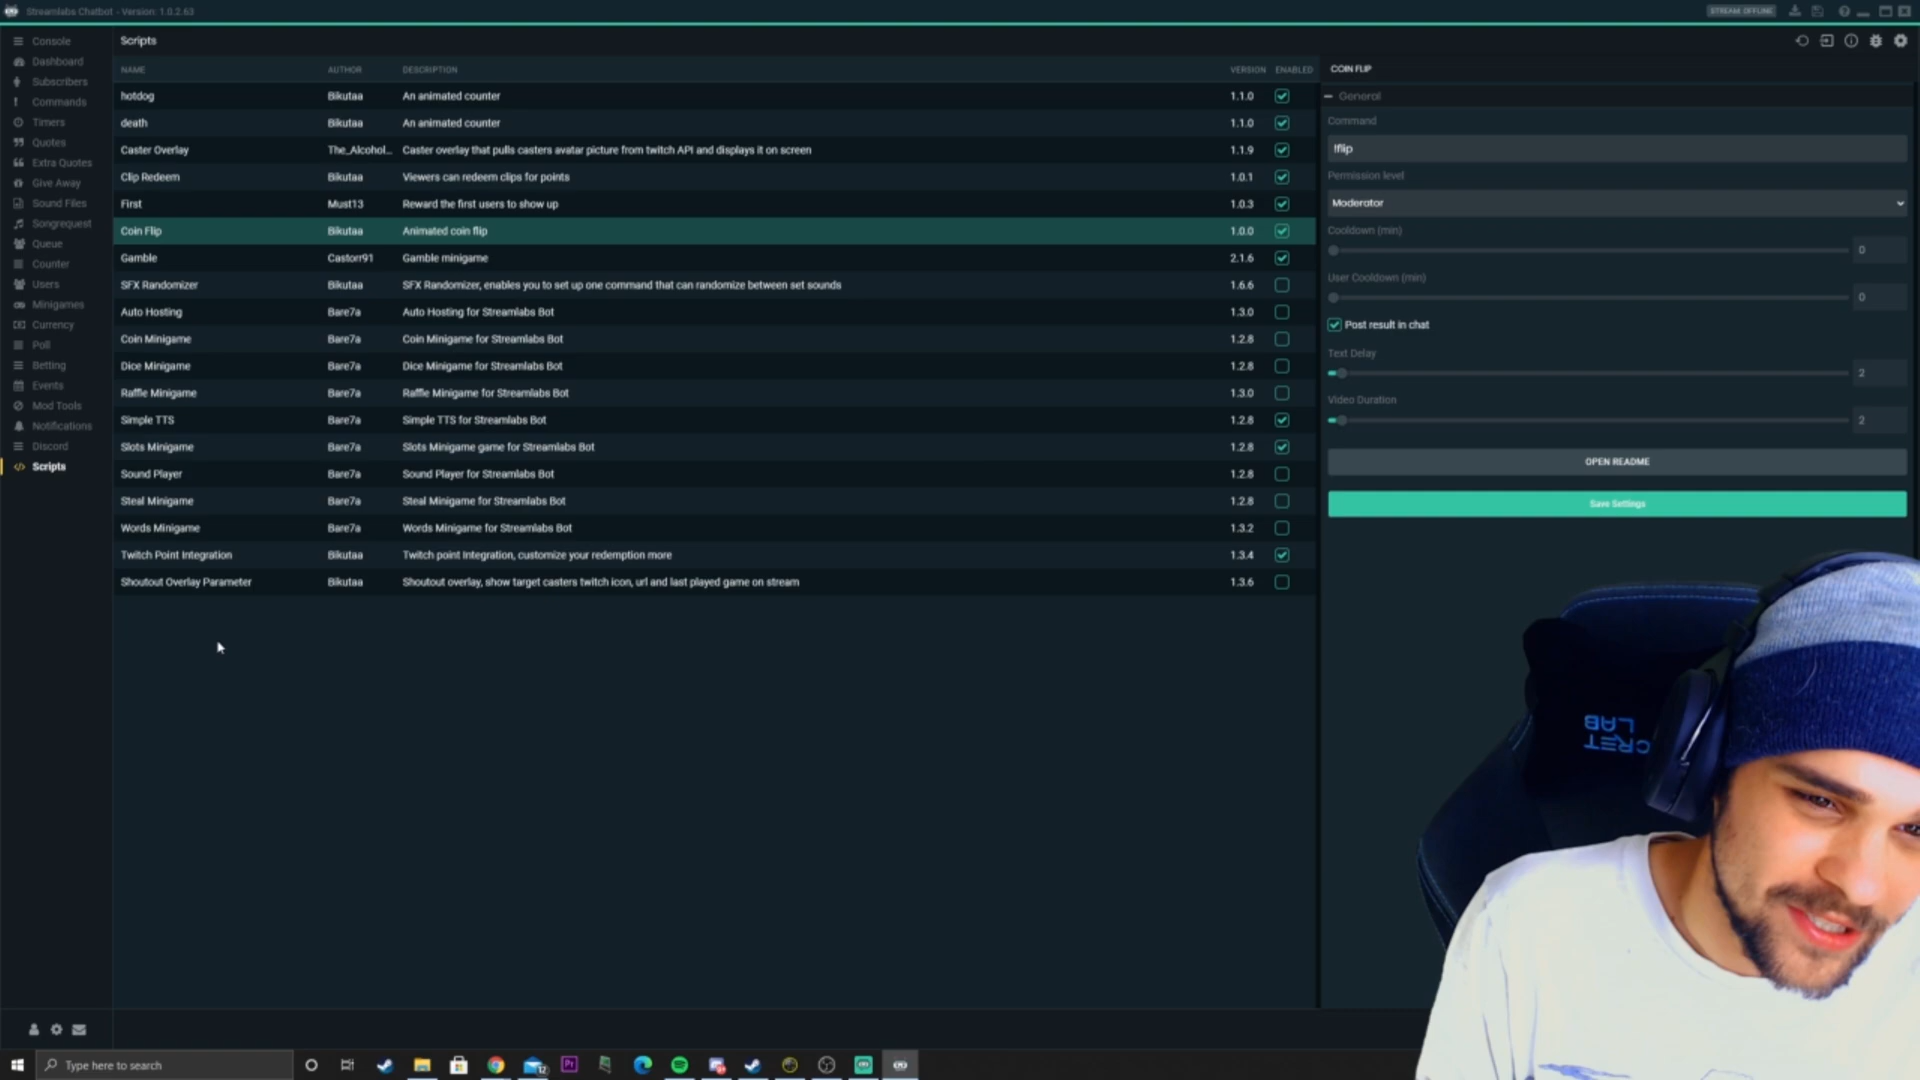 Streamlabs Chatbot - Version: 1.0.2.63
STREAM OFFLINE
Console
Dashboard
Subscribers
Commands
Timers
Quotes
Extra Quotes
Give Away
Sound Files
Songrequest
Queue
Counter
Users
Minigames
Currency
Poll
Betting
Events
Mod Tools
Notifications
Discord
Scripts
Scripts
NAME AUTHOR DESCRIPTION VERSION ENABLED
hotdog Bikutaa An animated counter 1.1.0
death Bikutaa An animated counter 1.1.0
Caster Overlay The_Alcohol... Caster overlay that pulls casters avatar picture from twitch API and displays it on screen 1.1.9
Clip Redeem Bikutaa Viewers can redeem clips for points 1.0.1
First Must13 Reward the first users to show up 1.0.3
Coin Flip Bikutaa Animated coin flip 1.0.0
Gamble Castorr91 Gamble minigame 2.1.6
SFX Randomizer Bikutaa SFX Randomizer, enables you to set up one command that can randomize between set sounds 1.6.6
Auto Hosting Bare7a Auto Hosting for Streamlabs Bot 1.3.0
Coin Minigame Bare7a Coin Minigame for Streamlabs Bot 1.2.8
Dice Minigame Bare7a Dice Minigame for Streamlabs Bot 1.2.8
Raffle Minigame Bare7a Raffle Minigame for Streamlabs Bot 1.3.0
Simple TTS Bare7a Simple TTS for Streamlabs Bot 1.2.8
Slots Minigame Bare7a Slots Minigame game for Streamlabs Bot 1.2.8
Sound Player Bare7a Sound Player for Streamlabs Bot 1.2.8
Steal Minigame Bare7a Steal Minigame for Streamlabs Bot 1.2.8
Words Minigame Bare7a Words Minigame for Streamlabs Bot 1.3.2
Twitch Point Integration Bikutaa Twitch point Integration, customize your redemption more 1.3.4
Shoutout Overlay Parameter Bikutaa Shoutout overlay, show target casters twitch icon, url and last played game on stream 1.3.6
COIN FLIP
General
Command
!flip
Permission level
Moderator
Cooldown (min)
0
User Cooldown (min)
0
Post result in chat
Text Delay
2
Video Duration
2
OPEN README
Save Settings
CRET
LAB
Type here to search
12
Pr